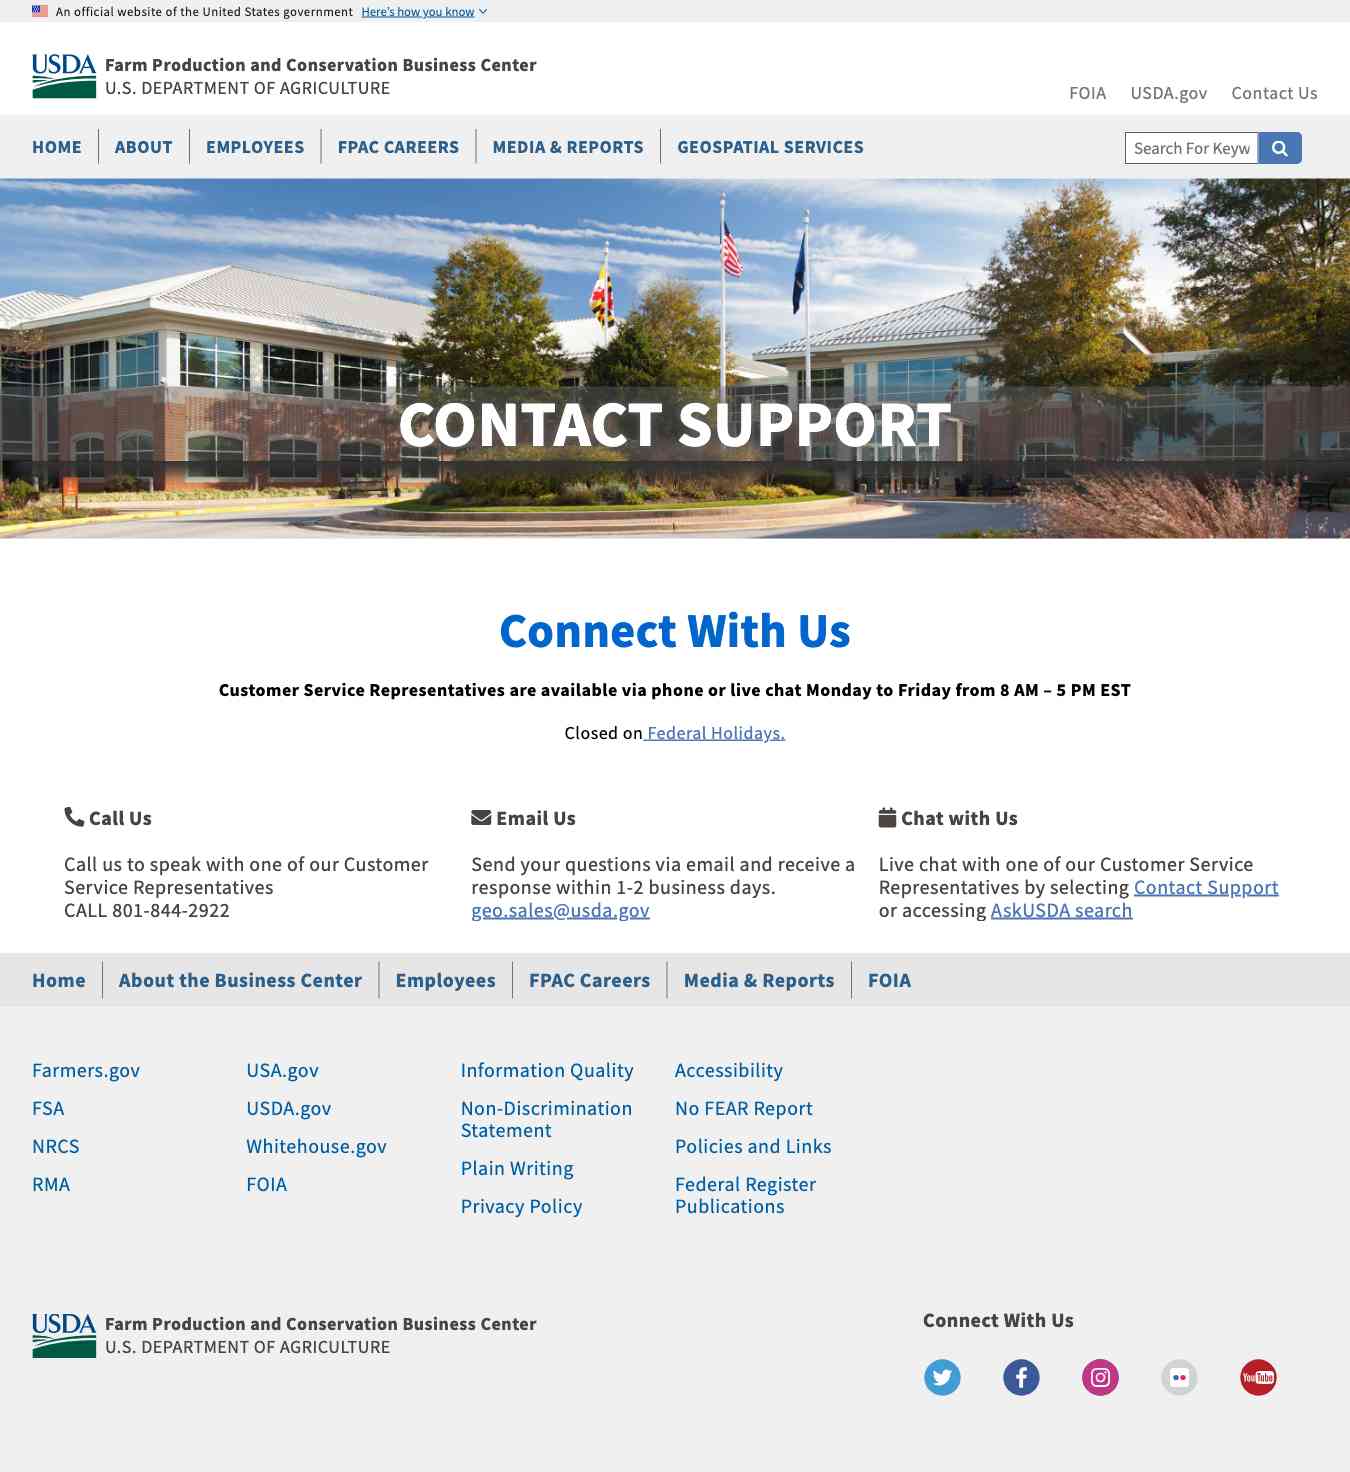 An official website of the United States government Here's how you know
USDA Farm Production and Conservation Business Center
U.S. DEPARTMENT OF AGRICULTURE
FOIA USDA.gov Contact Us
HOME ABOUT EMPLOYEES FPAC CAREERS MEDIA & REPORTS GEOSPATIAL SERVICES Search For Keyw
CONTACT SUPPORT
Connect With Us
Customer Service Representatives are available via phone or live chat Monday to Friday from 8 AM – 5 PM EST
Closed on Federal Holidays.
Call Us
Call us to speak with one of our Customer
Service Representatives
CALL 801-844-2922
Email Us
Send your questions via email and receive a
response within 1-2 business days.
geo.sales@usda.gov
Chat with Us
Live chat with one of our Customer Service
Representatives by selecting Contact Support
or accessing AskUSDA search
Home About the Business Center Employees FPAC Careers Media & Reports FOIA
Farmers.gov
FSA
NRCS
RMA
USA.gov
USDA.gov
Whitehouse.gov
FOIA
Information Quality
Non-Discrimination
Statement
Plain Writing
Privacy Policy
Accessibility
No FEAR Report
Policies and Links
Federal Register
Publications
USDA Farm Production and Conservation Business Center
U.S. DEPARTMENT OF AGRICULTURE
Connect With Us
YouTube